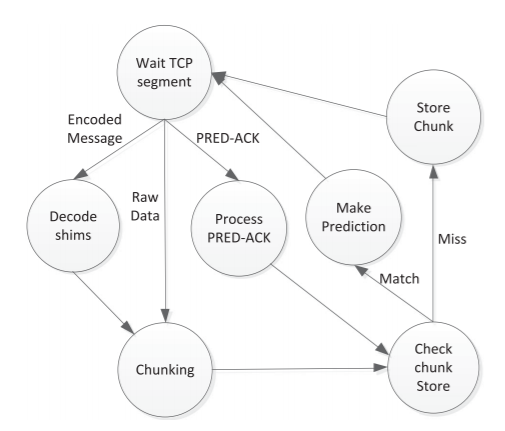 Wait TCP
segment
Store
Chunk
Encoded
Message
PRED-ACK
Decode
shims
Raw
Data
Process
PRED-ACK
Make
Prediction
Miss
Match
Chunking
Check
chunk
Store